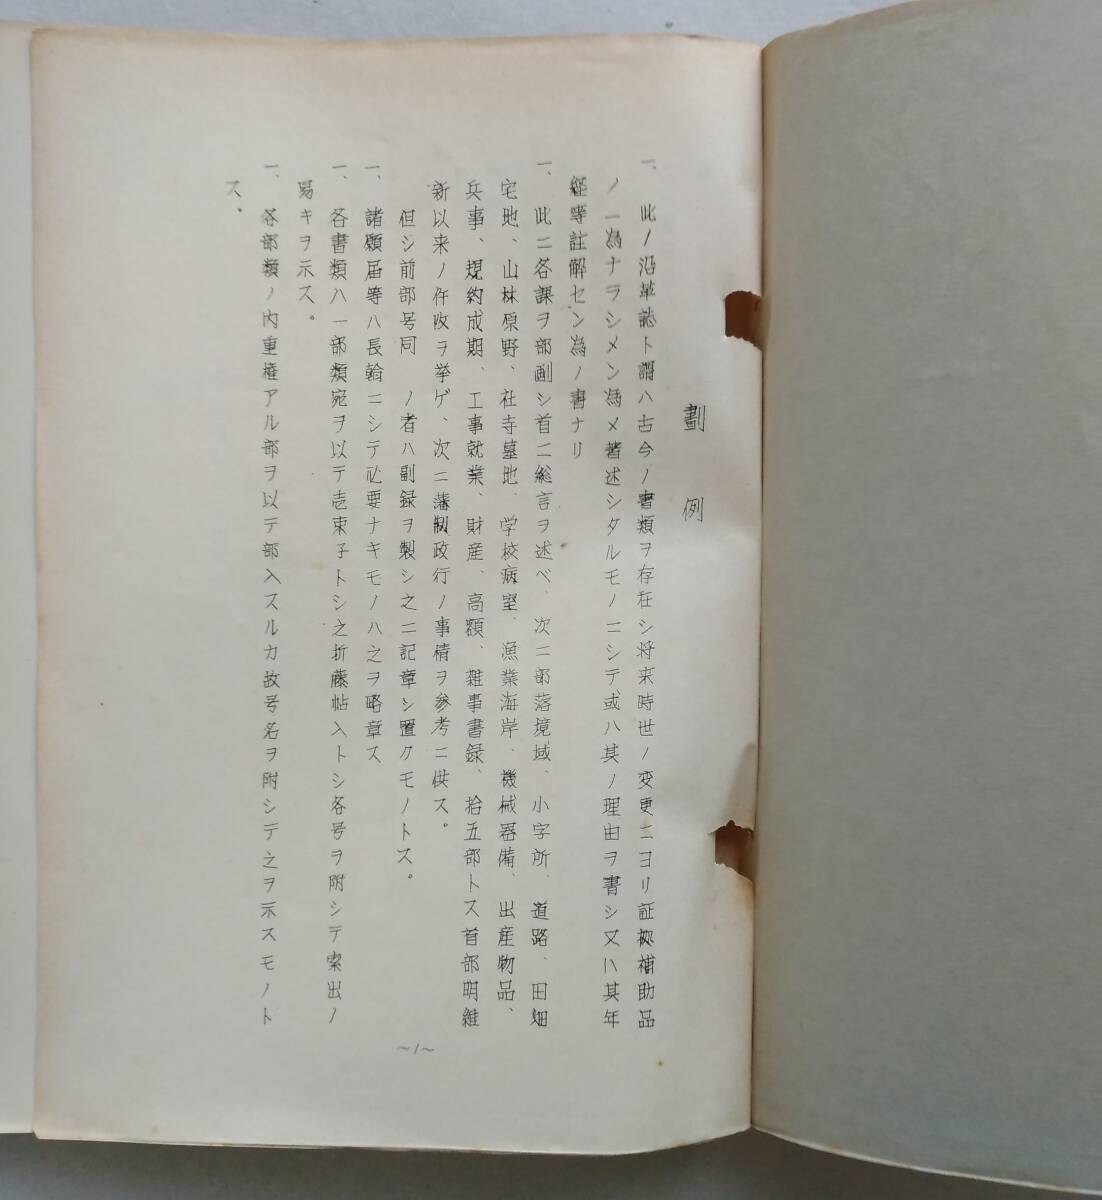 劃例
一、此ノ沿革誌ト謂ハ古今ノ書類ヲ存在シ将来時世ノ変更ニヨリ証拠補助品
ノ一為ナラシメン為メ著述シタルモノニシテ或ハ其ノ理由ヲ書シ又ハ其年
経等註解セン為ノ書ナリ
一、此ニ各課ヲ部画シ首ニ総言ヲ述ベ、次ニ部落境域、小字所、道路、田畑
宅地、山林原野、社寺墓地、学校病室、漁業海岸、機械器備、出産物品、
兵事、規約成期、工事就業、財産、高額、雑事書録、拾五部トス首部明維
新以来ノ件ヲ挙ゲ、次ニ藩制政行ノ事情ヲ参考ニ供ス。
但シ前部号同ノ者ハ副録ヲ製シ之ニ記章シ置クモノトス。
一、諸願届等ハ長輪ニシテ必要ナキモノハ之ヲ略章ス
一、各書類ハ一部類宛ヲ以テ壱束子トシ之折藤帖入トシ各号ヲ附シテ索出ノ
易キヲ示ス。
一、各部類ノ内重権アル部ヲ以テ部入スルカ故号名ヲ附シテ之ヲ示スモノト
ス。
～1～